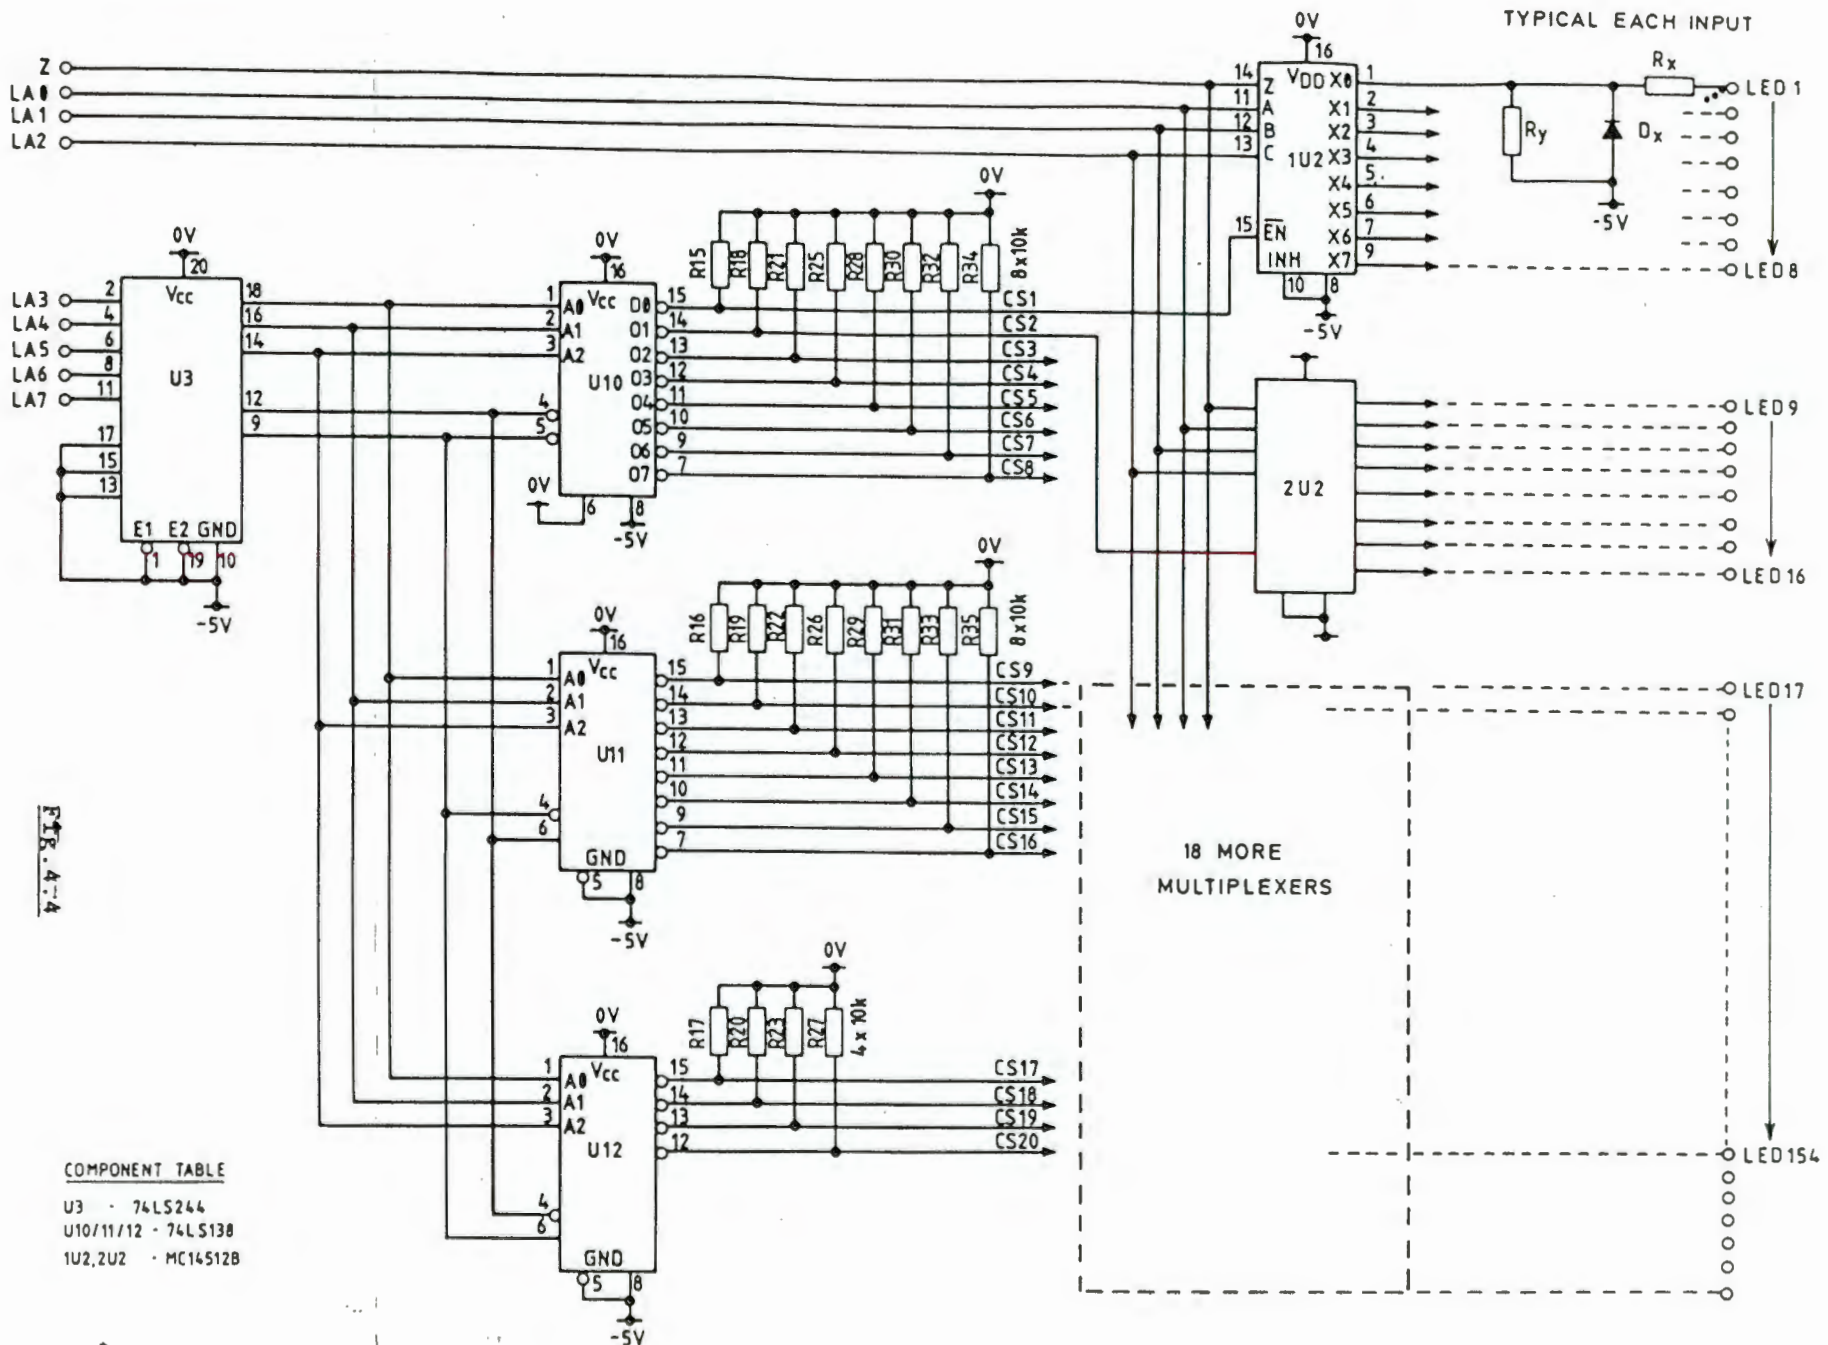 TYPICAL EACH INPUT
Z
LA0
LA1
LA2
0V
16
VDD
14 Z
11 A
12 B
13 C
1U2
15 EN
INH
10 8
-5V
X0 1
X1 2
X2 3
X3 4
X4 5
X5 6
X6 7
X7 9
Rx
Ry
Dx
-5V
LED 1
LED 8
0V
20
Vcc
LA3 2
LA4 4
LA5 6
LA6 8
LA7 11
U3
17
15
13
18
16
14
12
9
E1 E2 GND
1 19 10
-5V
0V
16
Vcc
1 A0
2 A1
3 A2
4
5
U10
0V
6 8
-5V
O0 15
O1 14
O2 13
O3 12
O4 11
O5 10
O6 9
O7 7
0V
R15 R18 R21 R25 R28 R30 R32 R34 8x10k
CS1
CS2
CS3
CS4
CS5
CS6
CS7
CS8
2U2
LED 9
LED 16
0V
16
Vcc
1 A0
2 A1
3 A2
U11
4
6
GND
5 8
-5V
15
14
13
12
11
10
9
7
0V
R16 R19 R22 R26 R29 R31 R33 R35 8x10k
CS9
CS10
CS11
CS12
CS13
CS14
CS15
CS16
18 MORE
MULTIPLEXERS
LED 17
LED 154
0V
16
Vcc
1 A0
2 A1
3 A2
U12
4
6
GND
5 8
-5V
15
14
13
12
0V
R17 R20 R23 R27 4 x 10k
CS17
CS18
CS19
CS20
Fig. 4.4
COMPONENT TABLE
U3 - 74LS244
U10/11/12 - 74LS138
1U2,2U2 - MC14512B